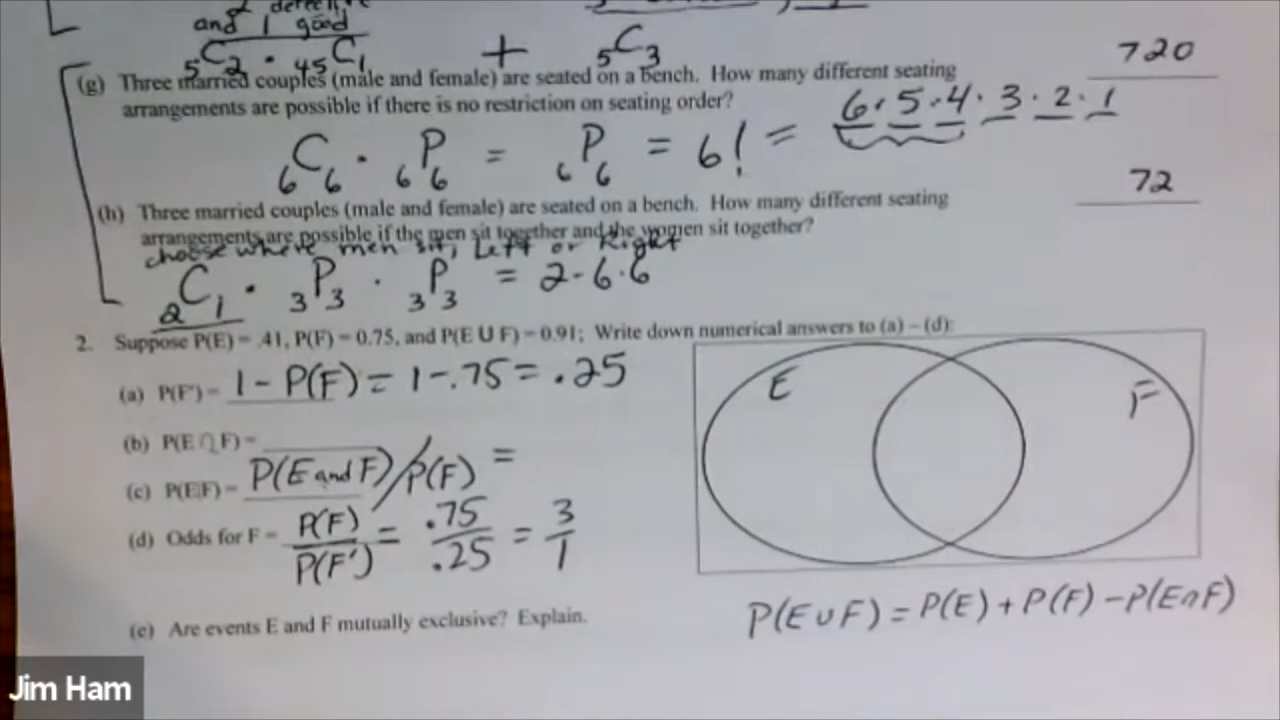 and 1 good
5C2 · 45C1 + 5C3
(g) Three married couples (male and female) are seated on a bench. How many different seating
arrangements are possible if there is no restriction on seating order?
720
6C6 · 6P6 = 6P6 = 6! = 6·5·4·3·2·1
(h) Three married couples (male and female) are seated on a bench. How many different seating
arrangements are possible if the men sit together and the women sit together?
72
choose where men sit, Left or Right
2C1 · 3P3 · 3P3 = 2·6·6
2. Suppose P(E) = .41, P(F) = 0.75, and P(E U F) = 0.91; Write down numerical answers to (a) – (d):
(a) P(F') = 1 - P(F) = 1 - .75 = .25
(b) P(E ∩ F) =
(c) P(E|F) = P(E and F)/P(F) =
(d) Odds for F = P(F)/P(F') = .75/.25 = 3/1
(e) Are events E and F mutually exclusive? Explain.
E
F
P(E∪F) = P(E) + P(F) - P(E∩F)
Jim Ham